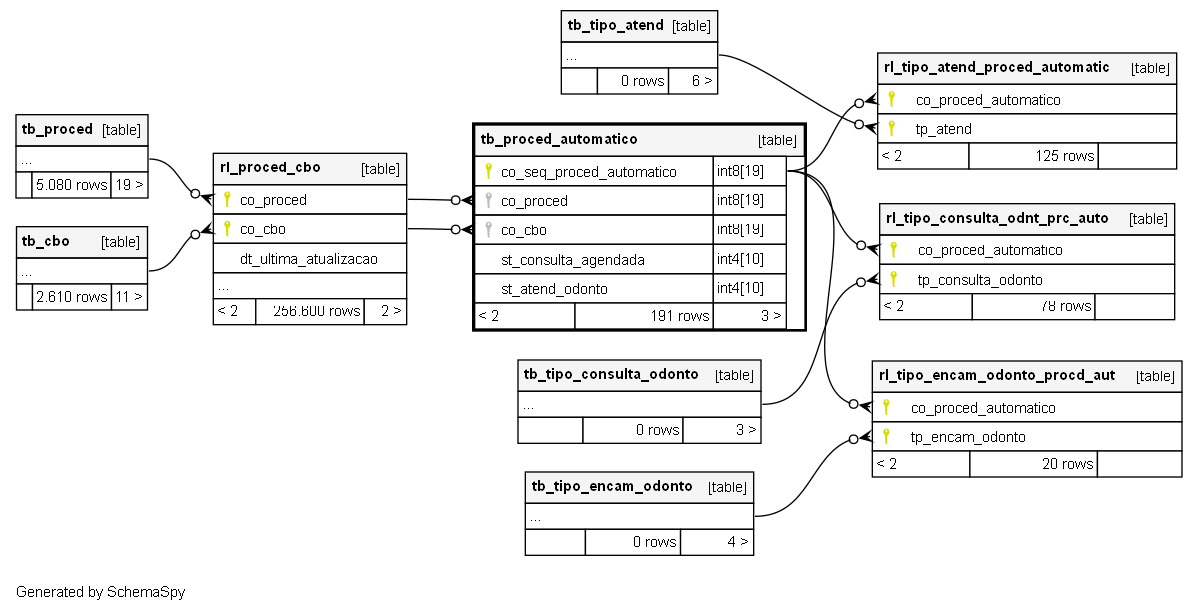 tb_tipo_atend [table]
...
0 rows 6 >
rl_tipo_atend_proced_automatic [table]
co_proced_automatico
tp_atend
< 2 125 rows
tb_proced [table]
...
5.080 rows 19 >
tb_cbo [table]
...
2.610 rows 11 >
rl_proced_cbo [table]
co_proced
co_cbo
dt_ultima_atualizacao
...
< 2 256.600 rows 2 >
tb_proced_automatico [table]
co_seq_proced_automatico int8[19]
co_proced int8[19]
co_cbo int8[19]
st_consulta_agendada int4[10]
st_atend_odonto int4[10]
< 2 191 rows 3 >
rl_tipo_consulta_odnt_prc_auto [table]
co_proced_automatico
tp_consulta_odonto
< 2 78 rows
tb_tipo_consulta_odonto [table]
...
0 rows 3 >
rl_tipo_encam_odonto_procd_aut [table]
co_proced_automatico
tp_encam_odonto
< 2 20 rows
tb_tipo_encam_odonto [table]
...
0 rows 4 >
Generated by SchemaSpy